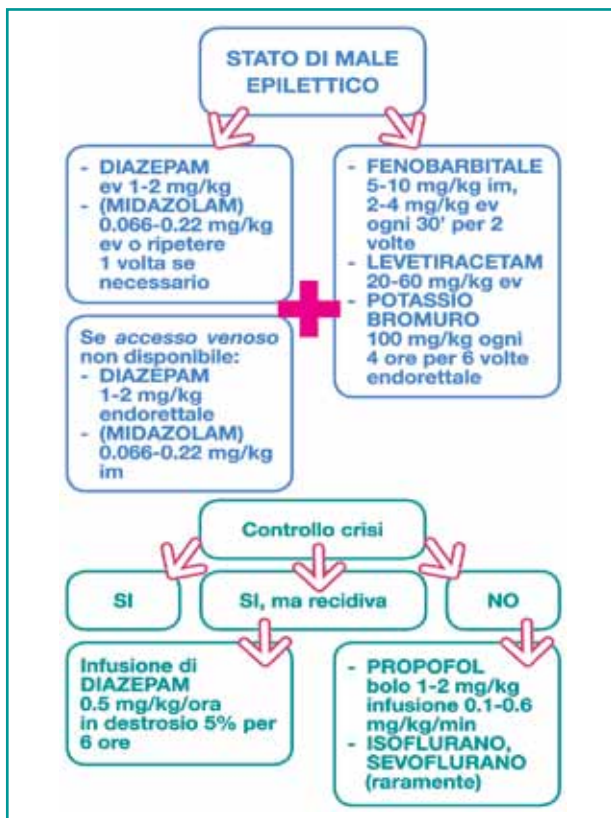 STATO DI MALE
EPILETTICO
- DIAZEPAM
ev 1-2 mg/kg
- (MIDAZOLAM)
0.066-0.22 mg/kg
ev o ripetere
1 volta se
necessario
- FENOBARBITALE
5-10 mg/kg im,
2-4 mg/kg ev
ogni 30' per 2
volte
- LEVETIRACETAM
20-60 mg/kg ev
- POTASSIO
BROMURO
100 mg/kg ogni
4 ore per 6 volte
endorettale
Se accesso venoso
non disponibile:
- DIAZEPAM
1-2 mg/kg
endorettale
- (MIDAZOLAM)
0.066-0.22 mg/kg
im
Controllo crisi
SI
SI, ma recidiva
NO
Infusione di
DIAZEPAM
0.5 mg/kg/ora
in destrosio 5% per
6 ore
- PROPOFOL
bolo 1-2 mg/kg
infusione 0.1-0.6
mg/kg/min
- ISOFLURANO,
SEVOFLURANO
(raramente)